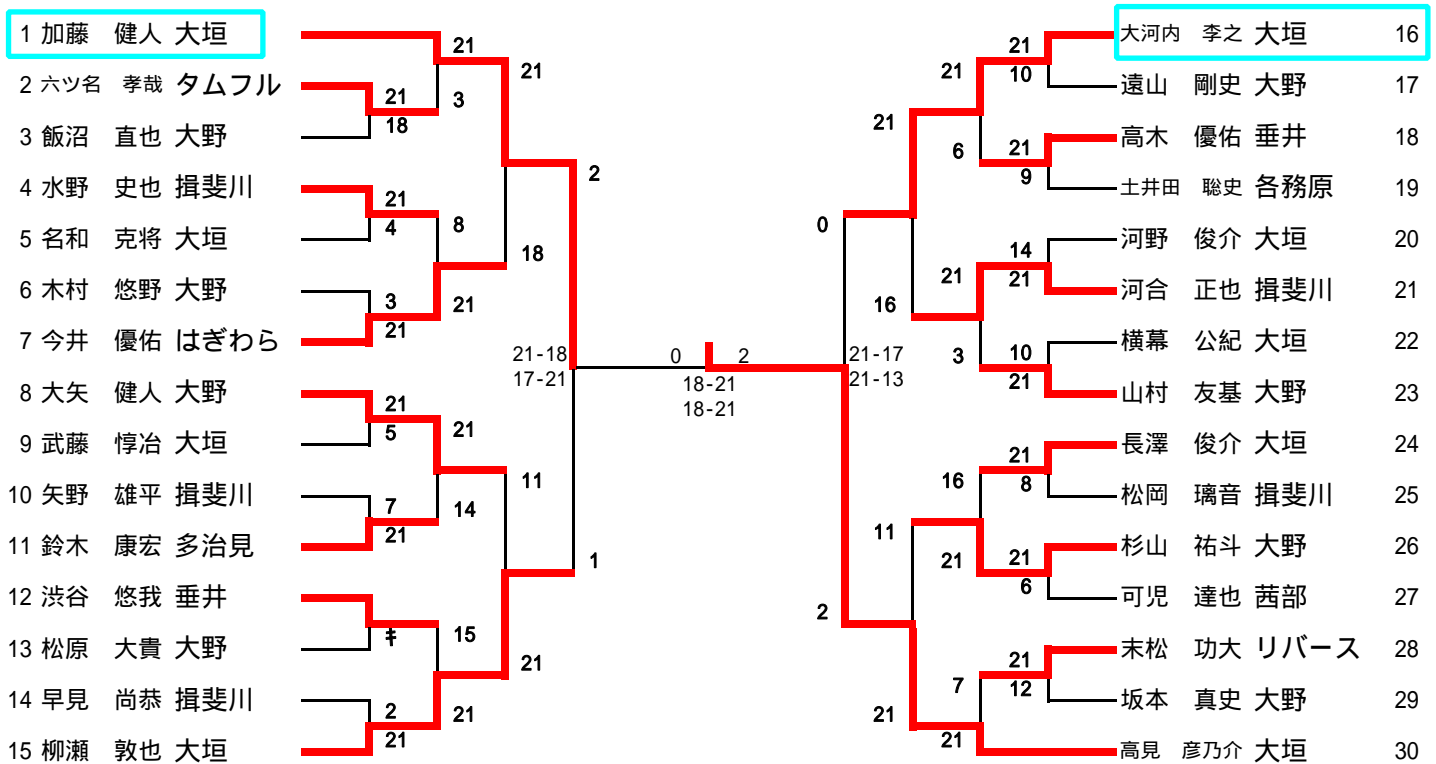 1 加藤 健人 大垣
2 六ツ名 孝哉 タムフル
3 飯沼 直也 大野
4 水野 史也 揖斐川
5 名和 克将 大垣
6 木村 悠野 大野
7 今井 優佑 はぎわら
8 大矢 健人 大野
9 武藤 惇冶 大垣
10 矢野 雄平 揖斐川
11 鈴木 康宏 多治見
12 渋谷 悠我 垂井
13 松原 大貴 大野
14 早見 尚恭 揖斐川
15 柳瀬 敦也 大垣
21
18
21
4
3
21
21
5
7
21
キ
2
21
21
3
8
21
21
14
15
21
21
18
11
21
2
1
21-18
17-21
0 2
18-21
18-21
21-17
21-13
0
2
21
16
11
21
21
6
21
3
16
21
7
21
21
10
21
9
14
21
10
21
21
8
21
6
21
12
大河内 李之 大垣 16
遠山 剛史 大野 17
高木 優佑 垂井 18
土井田 聡史 各務原 19
河野 俊介 大垣 20
河合 正也 揖斐川 21
横幕 公紀 大垣 22
山村 友基 大野 23
長澤 俊介 大垣 24
松岡 璃音 揖斐川 25
杉山 祐斗 大野 26
可児 達也 茜部 27
末松 功大 リバース 28
坂本 真史 大野 29
高見 彦乃介 大垣 30